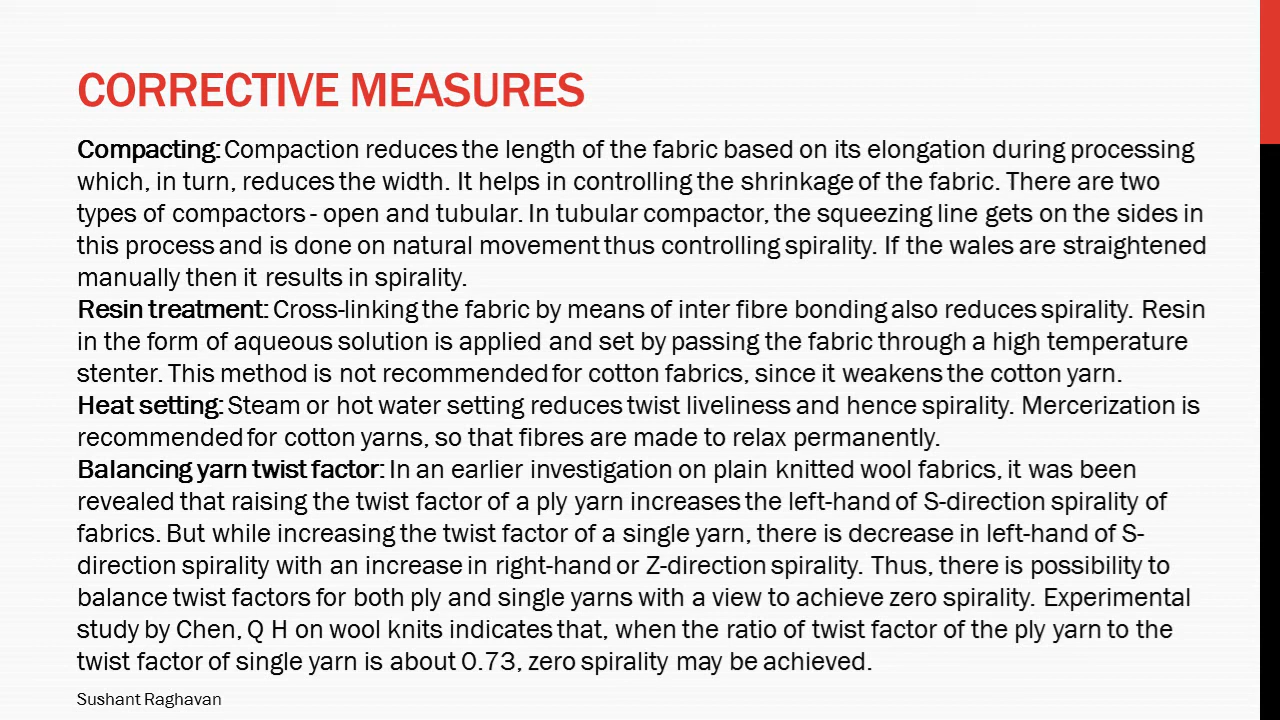 CORRECTIVE MEASURES
Compacting: Compaction reduces the length of the fabric based on its elongation during processing
which, in turn, reduces the width. It helps in controlling the shrinkage of the fabric. There are two
types of compactors - open and tubular. In tubular compactor, the squeezing line gets on the sides in
this process and is done on natural movement thus controlling spirality. If the wales are straightened
manually then it results in spirality.
Resin treatment: Cross-linking the fabric by means of inter fibre bonding also reduces spirality. Resin
in the form of aqueous solution is applied and set by passing the fabric through a high temperature
stenter. This method is not recommended for cotton fabrics, since it weakens the cotton yarn.
Heat setting: Steam or hot water setting reduces twist liveliness and hence spirality. Mercerization is
recommended for cotton yarns, so that fibres are made to relax permanently.
Balancing yarn twist factor: In an earlier investigation on plain knitted wool fabrics, it was been
revealed that raising the twist factor of a ply yarn increases the left-hand of S-direction spirality of
fabrics. But while increasing the twist factor of a single yarn, there is decrease in left-hand of S-
direction spirality with an increase in right-hand or Z-direction spirality. Thus, there is possibility to
balance twist factors for both ply and single yarns with a view to achieve zero spirality. Experimental
study by Chen, Q H on wool knits indicates that, when the ratio of twist factor of the ply yarn to the
twist factor of single yarn is about 0.73, zero spirality may be achieved.
Sushant Raghavan